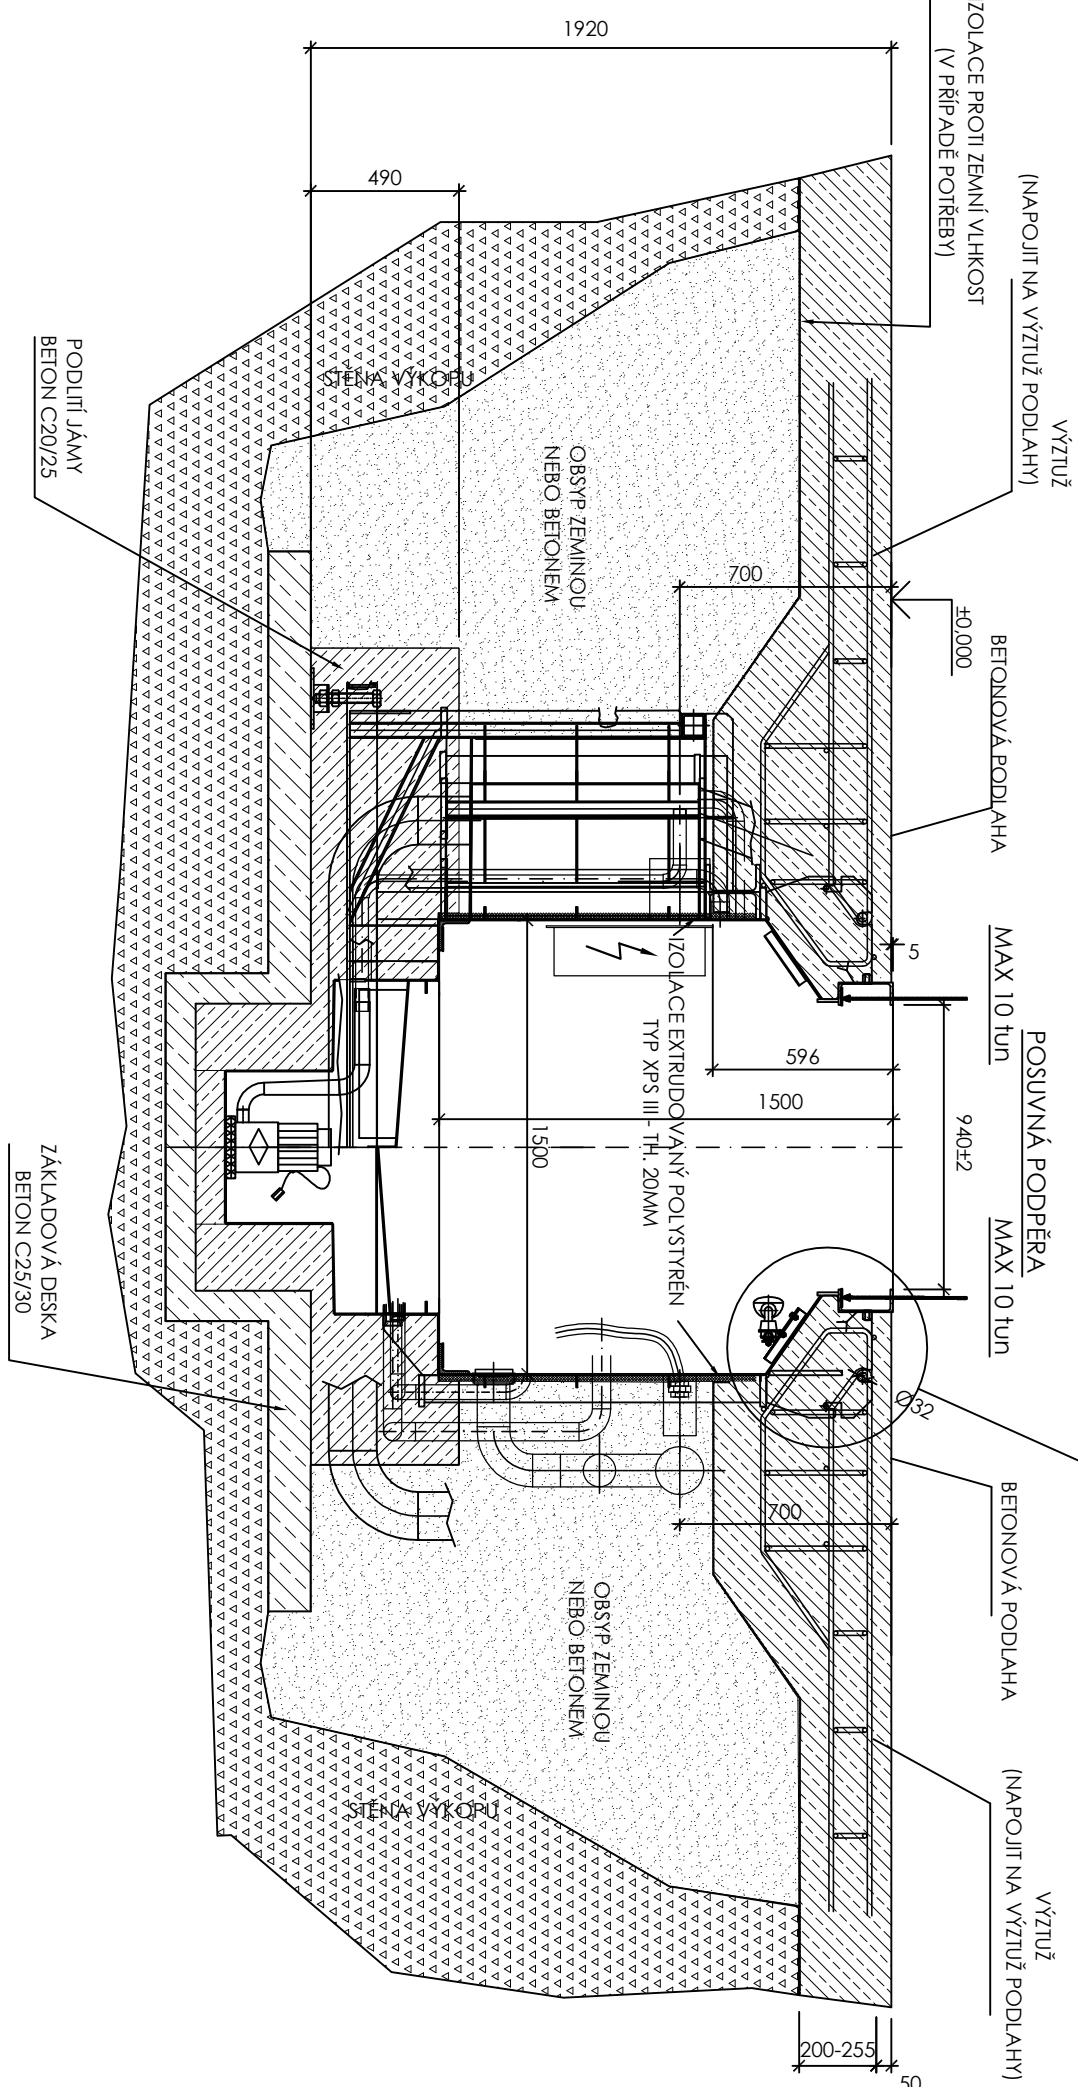 1920
490
IZOLACE PROTI ZEMNÍ VLHKOST
(V PŘÍPADĚ POTŘEBY)
VÝZTUŽ
(NAPOJIT NA VÝZTUŽ PODLAHY)
STĚNA VÝKOPU
PODLITÍ JÁMY
BETON C20/25
OBSYP ZEMINOU
NEBO BETONEM
700
±0,000
BETONOVÁ PODLAHA
5
MAX 10 tun
POSUVNÁ PODPĚRA
940±2
MAX 10 tun
596
1500
1500
IZOLACE EXTRUDOVANÝ POLYSTYRÉN
TYP XPS III - TH. 20MM
ZÁKLADOVÁ DESKA
BETON C25/30
Ø32
700
BETONOVÁ PODLAHA
OBSYP ZEMINOU
NEBO BETONEM
STĚNA VÝKOPU
VÝZTUŽ
(NAPOJIT NA VÝZTUŽ PODLAHY)
200-255
50